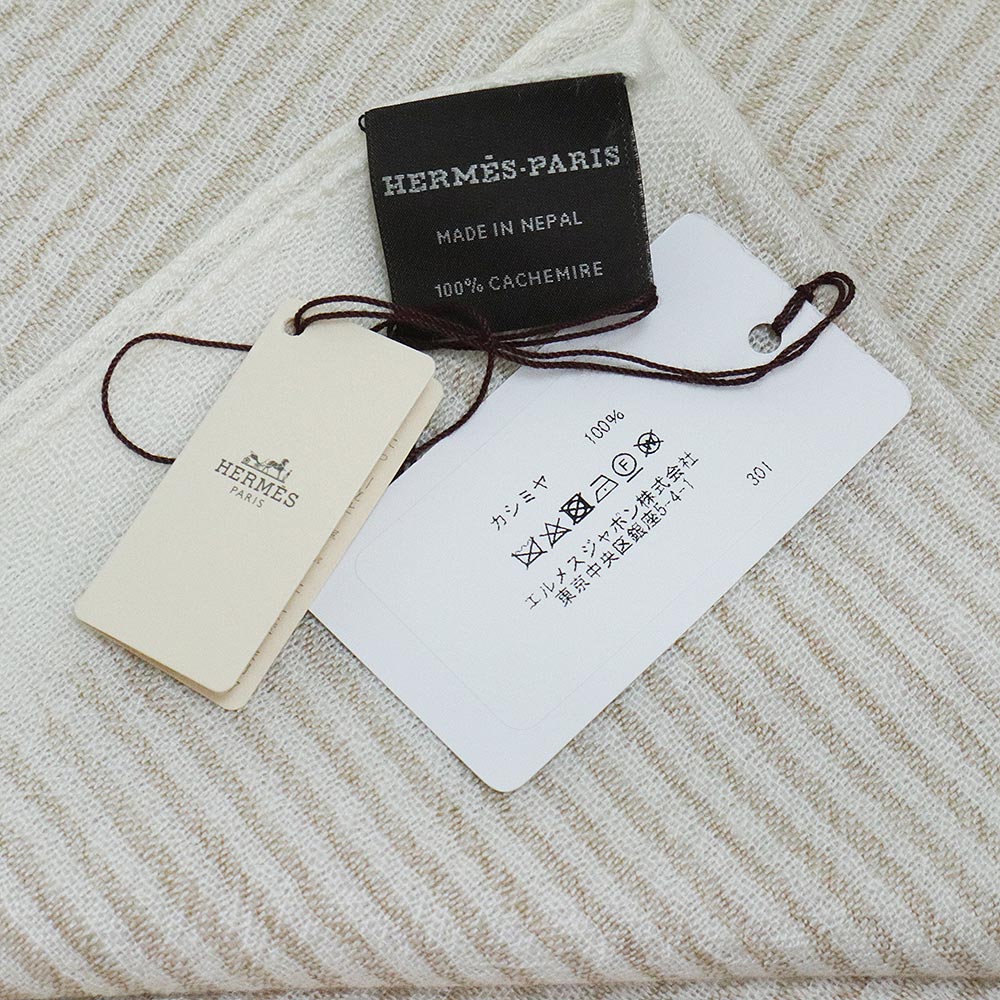 HERMÈS-PARIS
MADE IN NEPAL
100% CACHEMIRE
HERMÈS
PARIS
カシミヤ 100%
F
W
エルメスジャポン株式会社
東京中央区銀座5-4-1
301